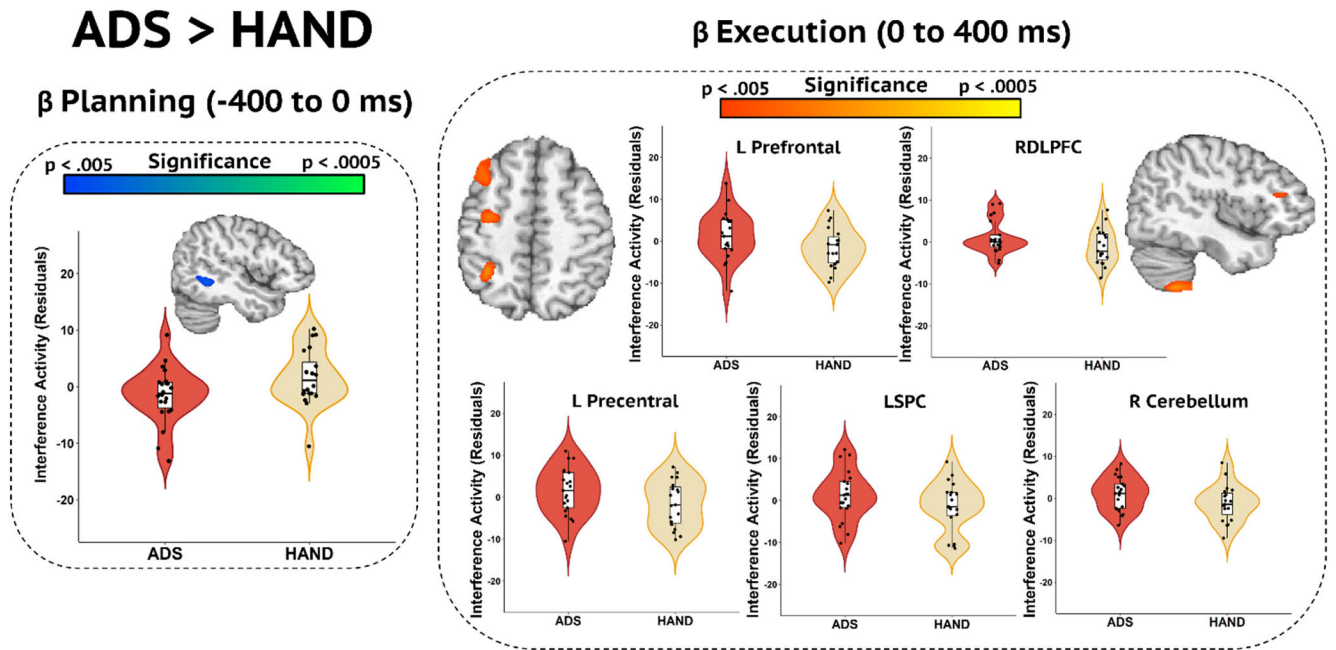 ADS > HAND
β Planning (-400 to 0 ms)
p < .005 Significance p < .0005
Interference Activity (Residuals)
20
10
0
-10
-20
ADS HAND
β Execution (0 to 400 ms)
p < .005 Significance p < .0005
L Prefrontal
Interference Activity (Residuals)
20
10
0
-10
-20
ADS HAND
RDLPFC
Interference Activity (Residuals)
20
10
0
-10
-20
ADS HAND
L Precentral
Interference Activity (Residuals)
20
10
0
-10
-20
ADS HAND
LSPC
Interference Activity (Residuals)
20
10
0
-10
-20
ADS HAND
R Cerebellum
Interference Activity (Residuals)
20
10
0
-10
-20
ADS HAND